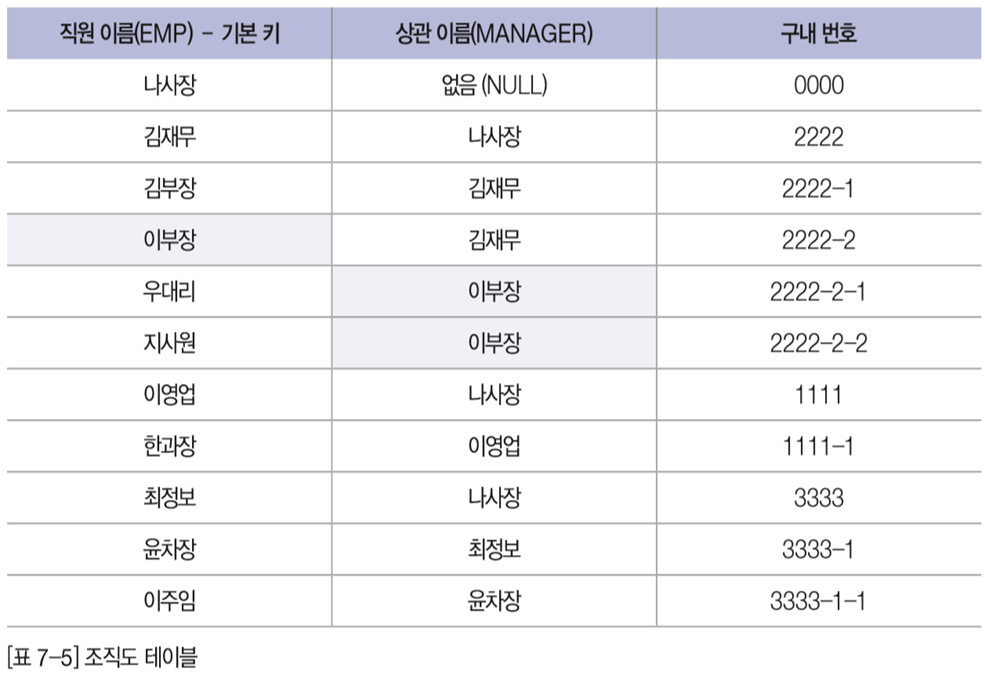 직원 이름(EMP) - 기본 키 상관 이름(MANAGER) 구내 번호
나사장 없음 (NULL) 0000
김재무 나사장 2222
김부장 김재무 2222-1
이부장 김재무 2222-2
우대리 이부장 2222-2-1
지사원 이부장 2222-2-2
이영업 나사장 1111
한과장 이영업 1111-1
최정보 나사장 3333
윤차장 최정보 3333-1
이주임 윤차장 3333-1-1
[표 7-5] 조직도 테이블